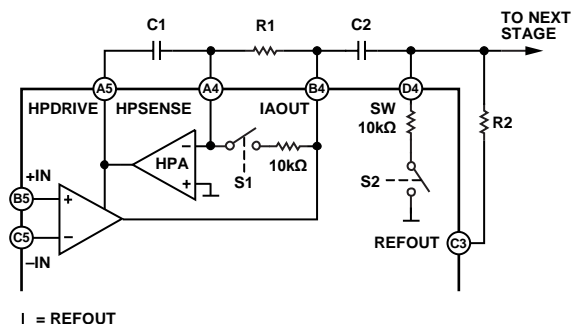 C1
R1
C2
TO NEXT
STAGE
A5
A4
B4
D4
HPDRIVE
HPSENSE
IAOUT
SW
10kΩ
R2
HPA
−
+
S1
10kΩ
S2
+IN
B5
+
C5
−
−IN
REFOUT
C3
= REFOUT